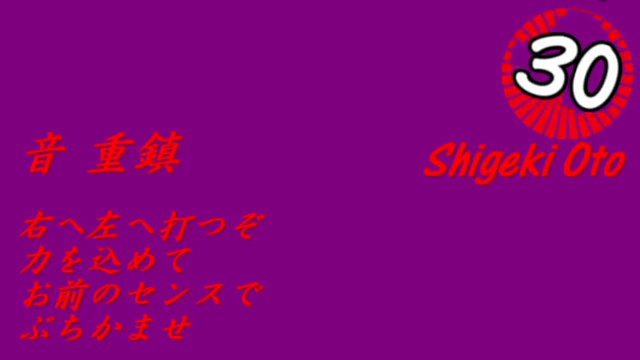 30
音 重鎮
Shigeki Oto
右へ左へ打つぞ
力を込めて
お前のセンスで
ぶちかませ